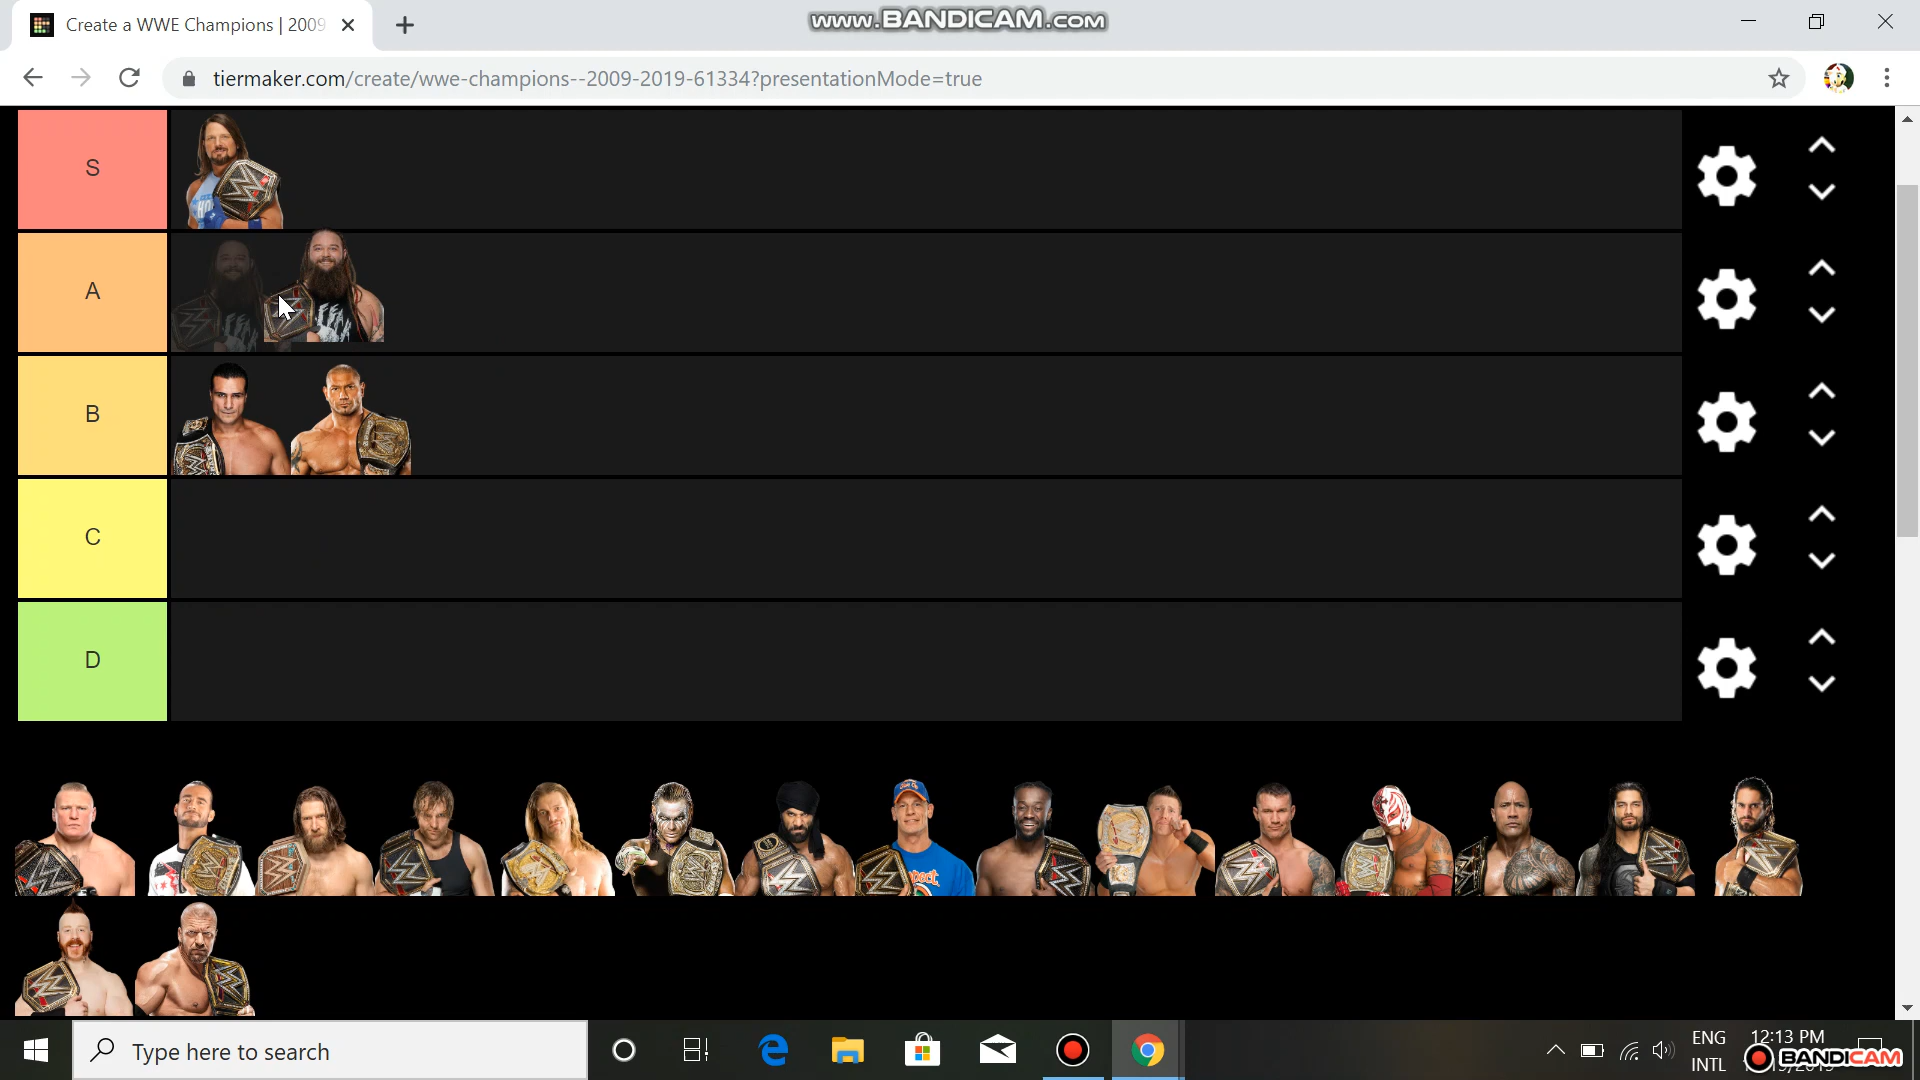 Create a WWE Champions | 2009
www.BANDICAM.com
tiermaker.com/create/wwe-champions--2009-2019-61334?presentationMode=true
S
A
B
C
D
Type here to search
ENG
INTL
12:13 PM
BANDICAM